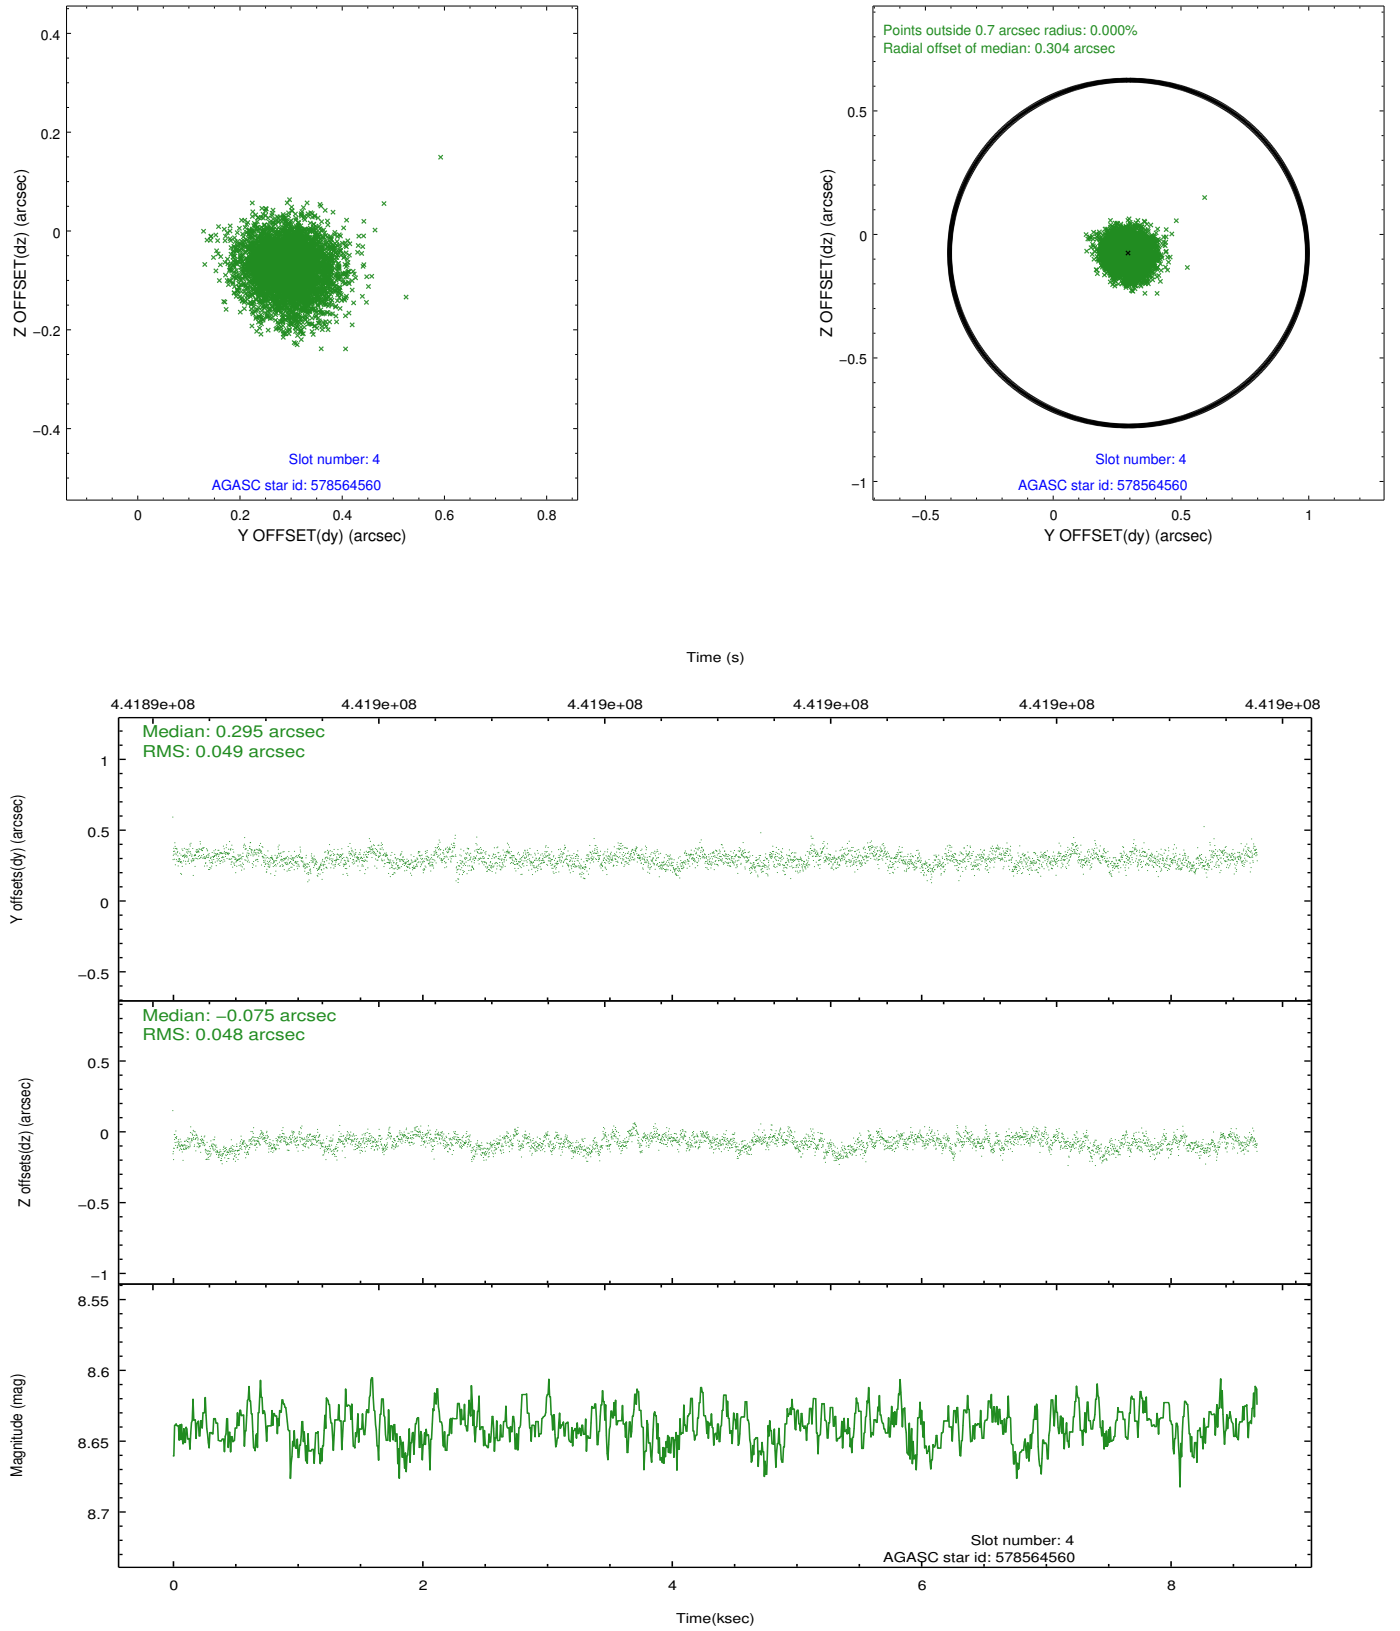 0.4
0.2
0
−0.2
−0.4
Z OFFSET(dz) (arcsec)
Slot number: 4
AGASC star id: 578564560
0 0.2 0.4 0.6 0.8
Y OFFSET(dy) (arcsec)
Points outside 0.7 arcsec radius: 0.000%
Radial offset of median: 0.304 arcsec
0.5
0
−0.5
−1
Z OFFSET(dz) (arcsec)
Slot number: 4
AGASC star id: 578564560
−0.5 0 0.5 1
Y OFFSET(dy) (arcsec)
Time (s)
4.4189e+08 4.419e+08 4.419e+08 4.419e+08 4.419e+08 4.419e+08
Median: 0.295 arcsec
RMS: 0.049 arcsec
1
0.5
0
−0.5
Y offsets(dy) (arcsec)
Median: −0.075 arcsec
RMS: 0.048 arcsec
0.5
0
−0.5
−1
Z offsets(dz) (arcsec)
8.55
8.6
8.65
8.7
Magnitude (mag)
Slot number: 4
AGASC star id: 578564560
0 2 4 6 8
Time(ksec)